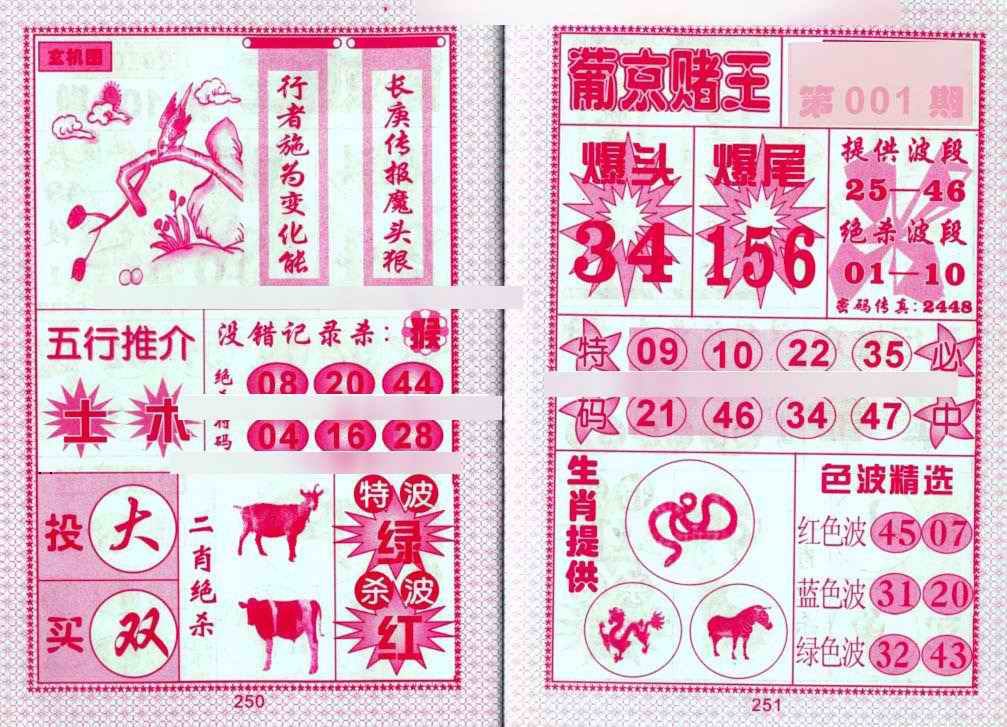 玄机图
行者施为变化能
长庚传报魔头狠
五行推介
土 木
没错记录杀：猴
绝
08 20 44
码
04 16 28
投 大
买 双
二肖绝杀
特波
绿
杀波
红
250
葡京赌王
第001期
爆头
34
爆尾
156
提供波段
25—46
绝杀波段
01—10
密码传真：2448
特 09 10 22 35 必
码 21 46 34 47 中
生肖提供
色波精选
红色波 45 07
蓝色波 31 20
绿色波 32 43
251